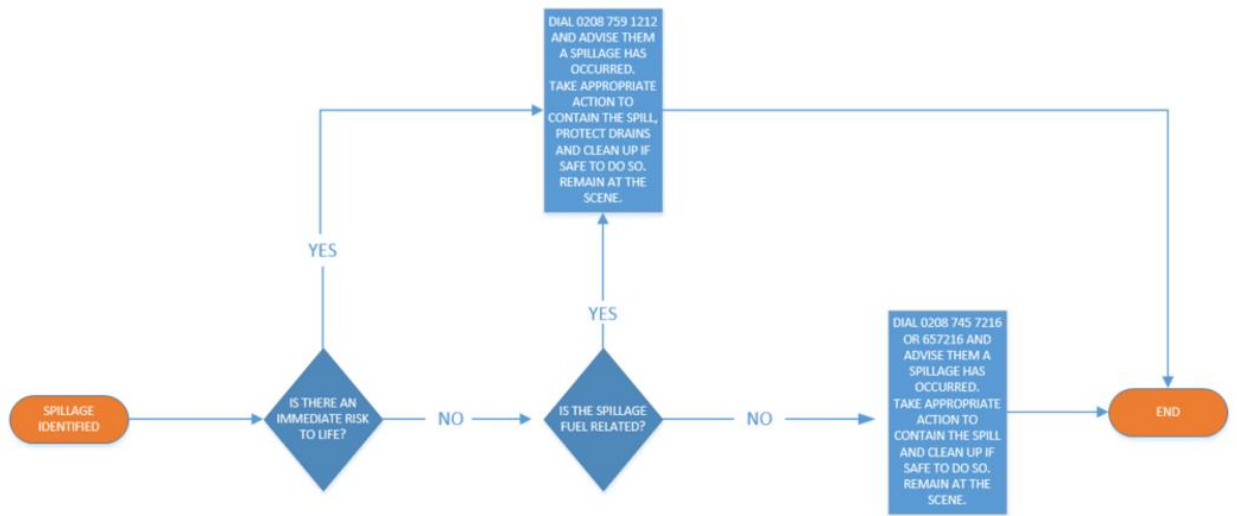 DIAL 0208 759 1212
AND ADVISE THEM
A SPILLAGE HAS
OCCURRED.
TAKE APPROPRIATE
ACTION TO
CONTAIN THE SPILL,
PROTECT DRAINS
AND CLEAN UP IF
SAFE TO DO SO.
REMAIN AT THE
SCENE.
YES
YES
SPILLAGE
IDENTIFIED
IS THERE AN
IMMEDIATE RISK
TO LIFE?
NO
IS THE SPILLAGE
FUEL RELATED?
NO
DIAL 0208 745 7216
OR 657216 AND
ADVISE THEM A
SPILLAGE HAS
OCCURRED.
TAKE APPROPRIATE
ACTION TO
CONTAIN THE SPILL
AND CLEAN UP IF
SAFE TO DO SO.
REMAIN AT THE
SCENE.
END